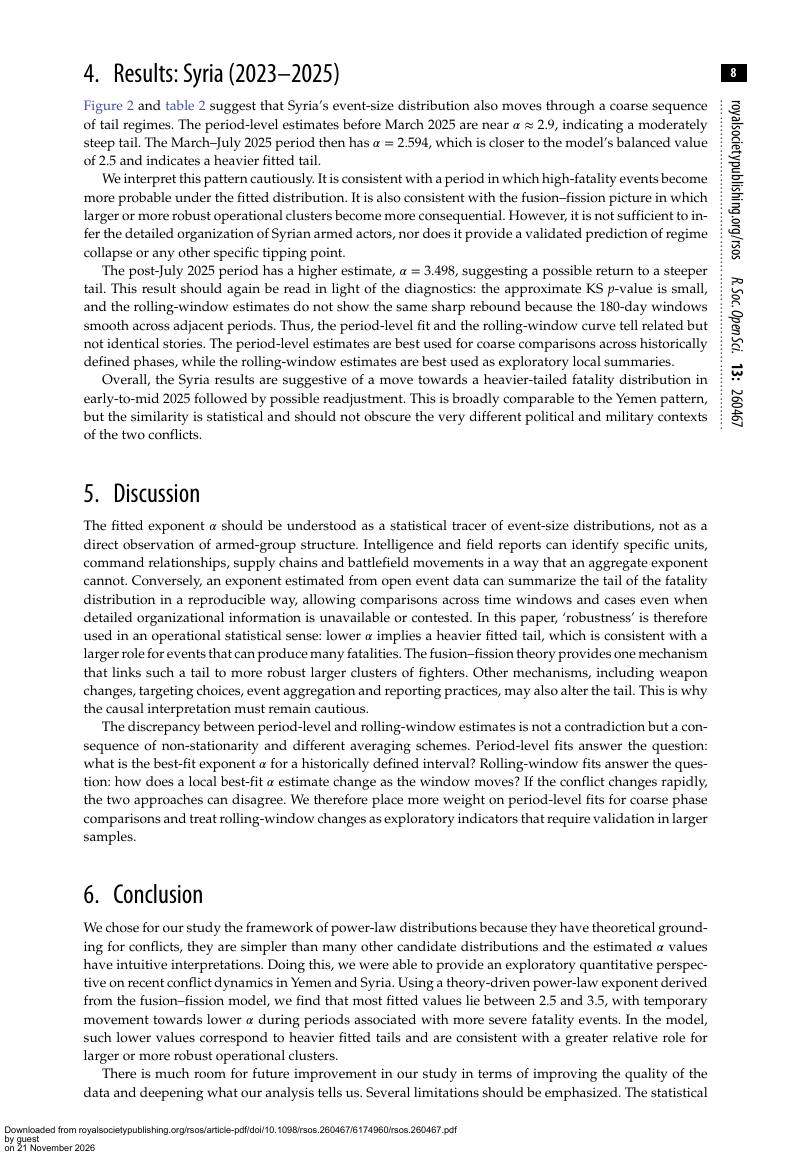 4. Results: Syria (2023–2025)
Figure 2 and table 2 suggest that Syria's event-size distribution also moves through a coarse sequence
of tail regimes. The period-level estimates before March 2025 are near α ≈ 2.9, indicating a moderately
steep tail. The March–July 2025 period then has α = 2.594, which is closer to the model's balanced value
of 2.5 and indicates a heavier fitted tail.
We interpret this pattern cautiously. It is consistent with a period in which high-fatality events become
more probable under the fitted distribution. It is also consistent with the fusion–fission picture in which
larger or more robust operational clusters become more consequential. However, it is not sufficient to in-
fer the detailed organization of Syrian armed actors, nor does it provide a validated prediction of regime
collapse or any other specific tipping point.
The post-July 2025 period has a higher estimate, α = 3.498, suggesting a possible return to a steeper
tail. This result should again be read in light of the diagnostics: the approximate KS p-value is small,
and the rolling-window estimates do not show the same sharp rebound because the 180-day windows
smooth across adjacent periods. Thus, the period-level fit and the rolling-window curve tell related but
not identical stories. The period-level estimates are best used for coarse comparisons across historically
defined phases, while the rolling-window estimates are best used as exploratory local summaries.
Overall, the Syria results are suggestive of a move towards a heavier-tailed fatality distribution in
early-to-mid 2025 followed by possible readjustment. This is broadly comparable to the Yemen pattern,
but the similarity is statistical and should not obscure the very different political and military contexts
of the two conflicts.
5. Discussion
The fitted exponent α should be understood as a statistical tracer of event-size distributions, not as a
direct observation of armed-group structure. Intelligence and field reports can identify specific units,
command relationships, supply chains and battlefield movements in a way that an aggregate exponent
cannot. Conversely, an exponent estimated from open event data can summarize the tail of the fatality
distribution in a reproducible way, allowing comparisons across time windows and cases even when
detailed organizational information is unavailable or contested. In this paper, 'robustness' is therefore
used in an operational statistical sense: lower α implies a heavier fitted tail, which is consistent with a
larger role for events that can produce many fatalities. The fusion–fission theory provides one mechanism
that links such a tail to more robust larger clusters of fighters. Other mechanisms, including weapon
changes, targeting choices, event aggregation and reporting practices, may also alter the tail. This is why
the causal interpretation must remain cautious.
The discrepancy between period-level and rolling-window estimates is not a contradiction but a con-
sequence of non-stationarity and different averaging schemes. Period-level fits answer the question:
what is the best-fit exponent α for a historically defined interval? Rolling-window fits answer the ques-
tion: how does a local best-fit α estimate change as the window moves? If the conflict changes rapidly,
the two approaches can disagree. We therefore place more weight on period-level fits for coarse phase
comparisons and treat rolling-window changes as exploratory indicators that require validation in larger
samples.
6. Conclusion
We chose for our study the framework of power-law distributions because they have theoretical ground-
ing for conflicts, they are simpler than many other candidate distributions and the estimated α values
have intuitive interpretations. Doing this, we were able to provide an exploratory quantitative perspec-
tive on recent conflict dynamics in Yemen and Syria. Using a theory-driven power-law exponent derived
from the fusion–fission model, we find that most fitted values lie between 2.5 and 3.5, with temporary
movement towards lower α during periods associated with more severe fatality events. In the model,
such lower values correspond to heavier fitted tails and are consistent with a greater relative role for
larger or more robust operational clusters.
There is much room for future improvement in our study in terms of improving the quality of the
data and deepening what our analysis tells us. Several limitations should be emphasized. The statistical
8
royalsocietypublishing.org/rsos R. Soc. Open Sci. 13: 260467
Downloaded from royalsocietypublishing.org/rsos/article-pdf/doi/10.1098/rsos.260467/6174960/rsos.260467.pdf
by guest
on 21 November 2026